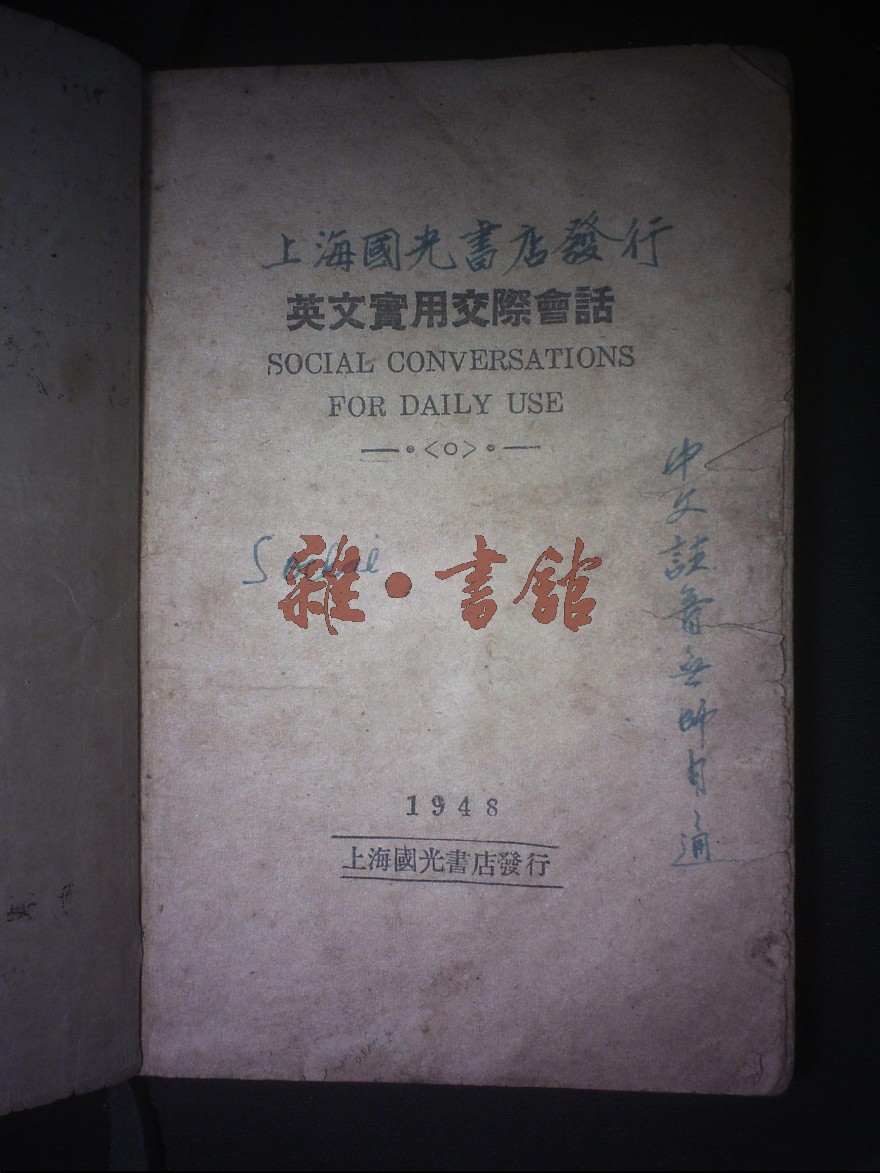 上海國光書店發行
英文實用交際會話
SOCIAL CONVERSATIONS
FOR DAILY USE
中文註音無師自通
Social
雜·書館
1948
上海國光書店發行